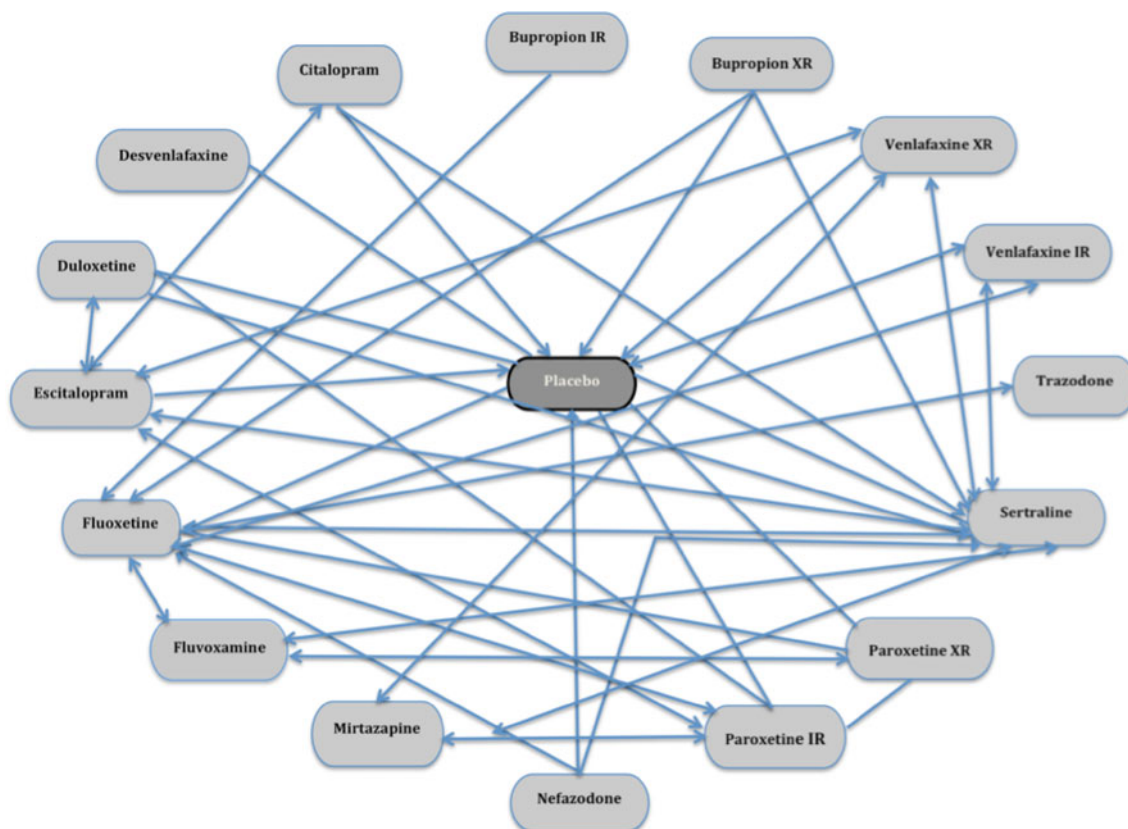 Bupropion IR
Citalopram
Bupropion XR
Desvenlafaxine
Venlafaxine XR
Duloxetine
Venlafaxine IR
Escitalopram
Placebo
Trazodone
Fluoxetine
Sertraline
Fluvoxamine
Paroxetine XR
Mirtazapine
Paroxetine IR
Nefazodone